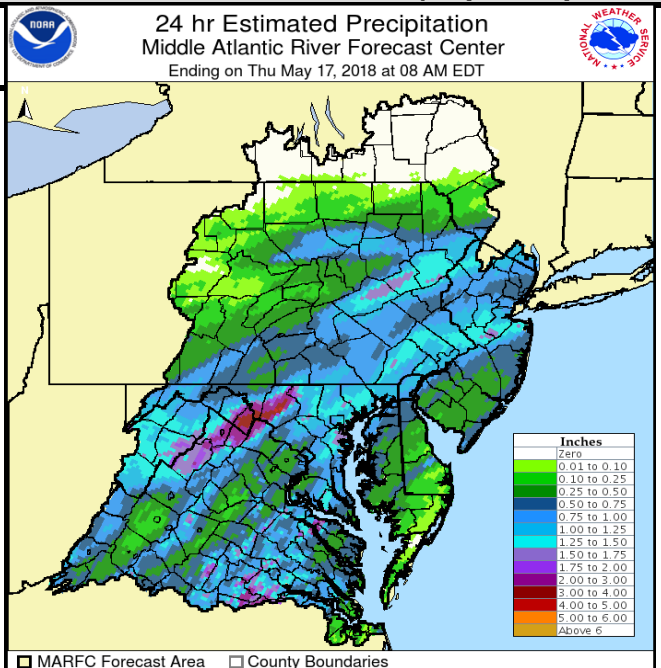 24 hr Estimated Precipitation
Middle Atlantic River Forecast Center
Ending on Thu May 17, 2018 at 08 AM EDT
NOAA
NATIONAL WEATHER SERVICE
N
Inches
Zero
0.01 to 0.10
0.10 to 0.25
0.25 to 0.50
0.50 to 0.75
0.75 to 1.00
1.00 to 1.25
1.25 to 1.50
1.50 to 1.75
1.75 to 2.00
2.00 to 3.00
3.00 to 4.00
4.00 to 5.00
5.00 to 6.00
Above 6
MARFC Forecast Area
County Boundaries